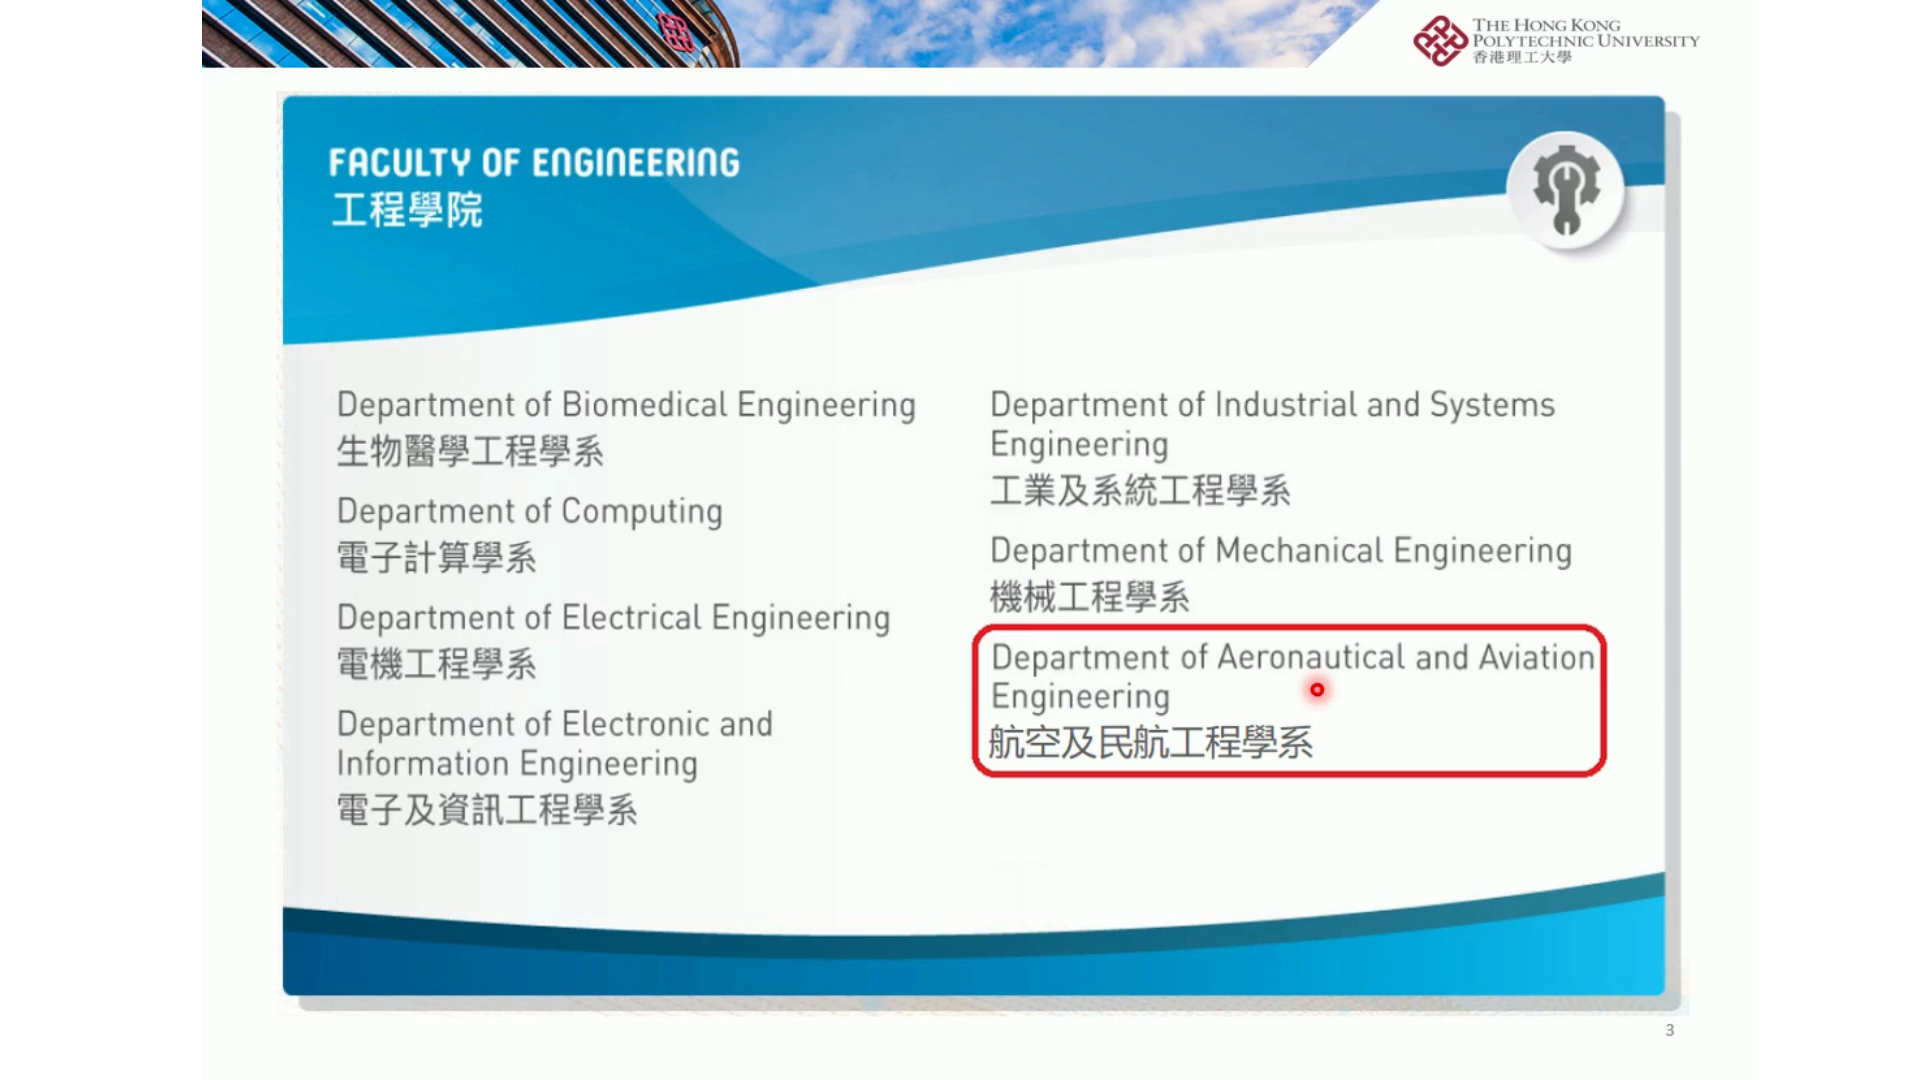 THE HONG KONG
POLYTECHNIC UNIVERSITY
香港理工大學
FACULTY OF ENGINEERING
工程學院
Department of Biomedical Engineering
生物醫學工程學系
Department of Computing
電子計算學系
Department of Electrical Engineering
電機工程學系
Department of Electronic and
Information Engineering
電子及資訊工程學系
Department of Industrial and Systems
Engineering
工業及系統工程學系
Department of Mechanical Engineering
機械工程學系
Department of Aeronautical and Aviation
Engineering
航空及民航工程學系
3